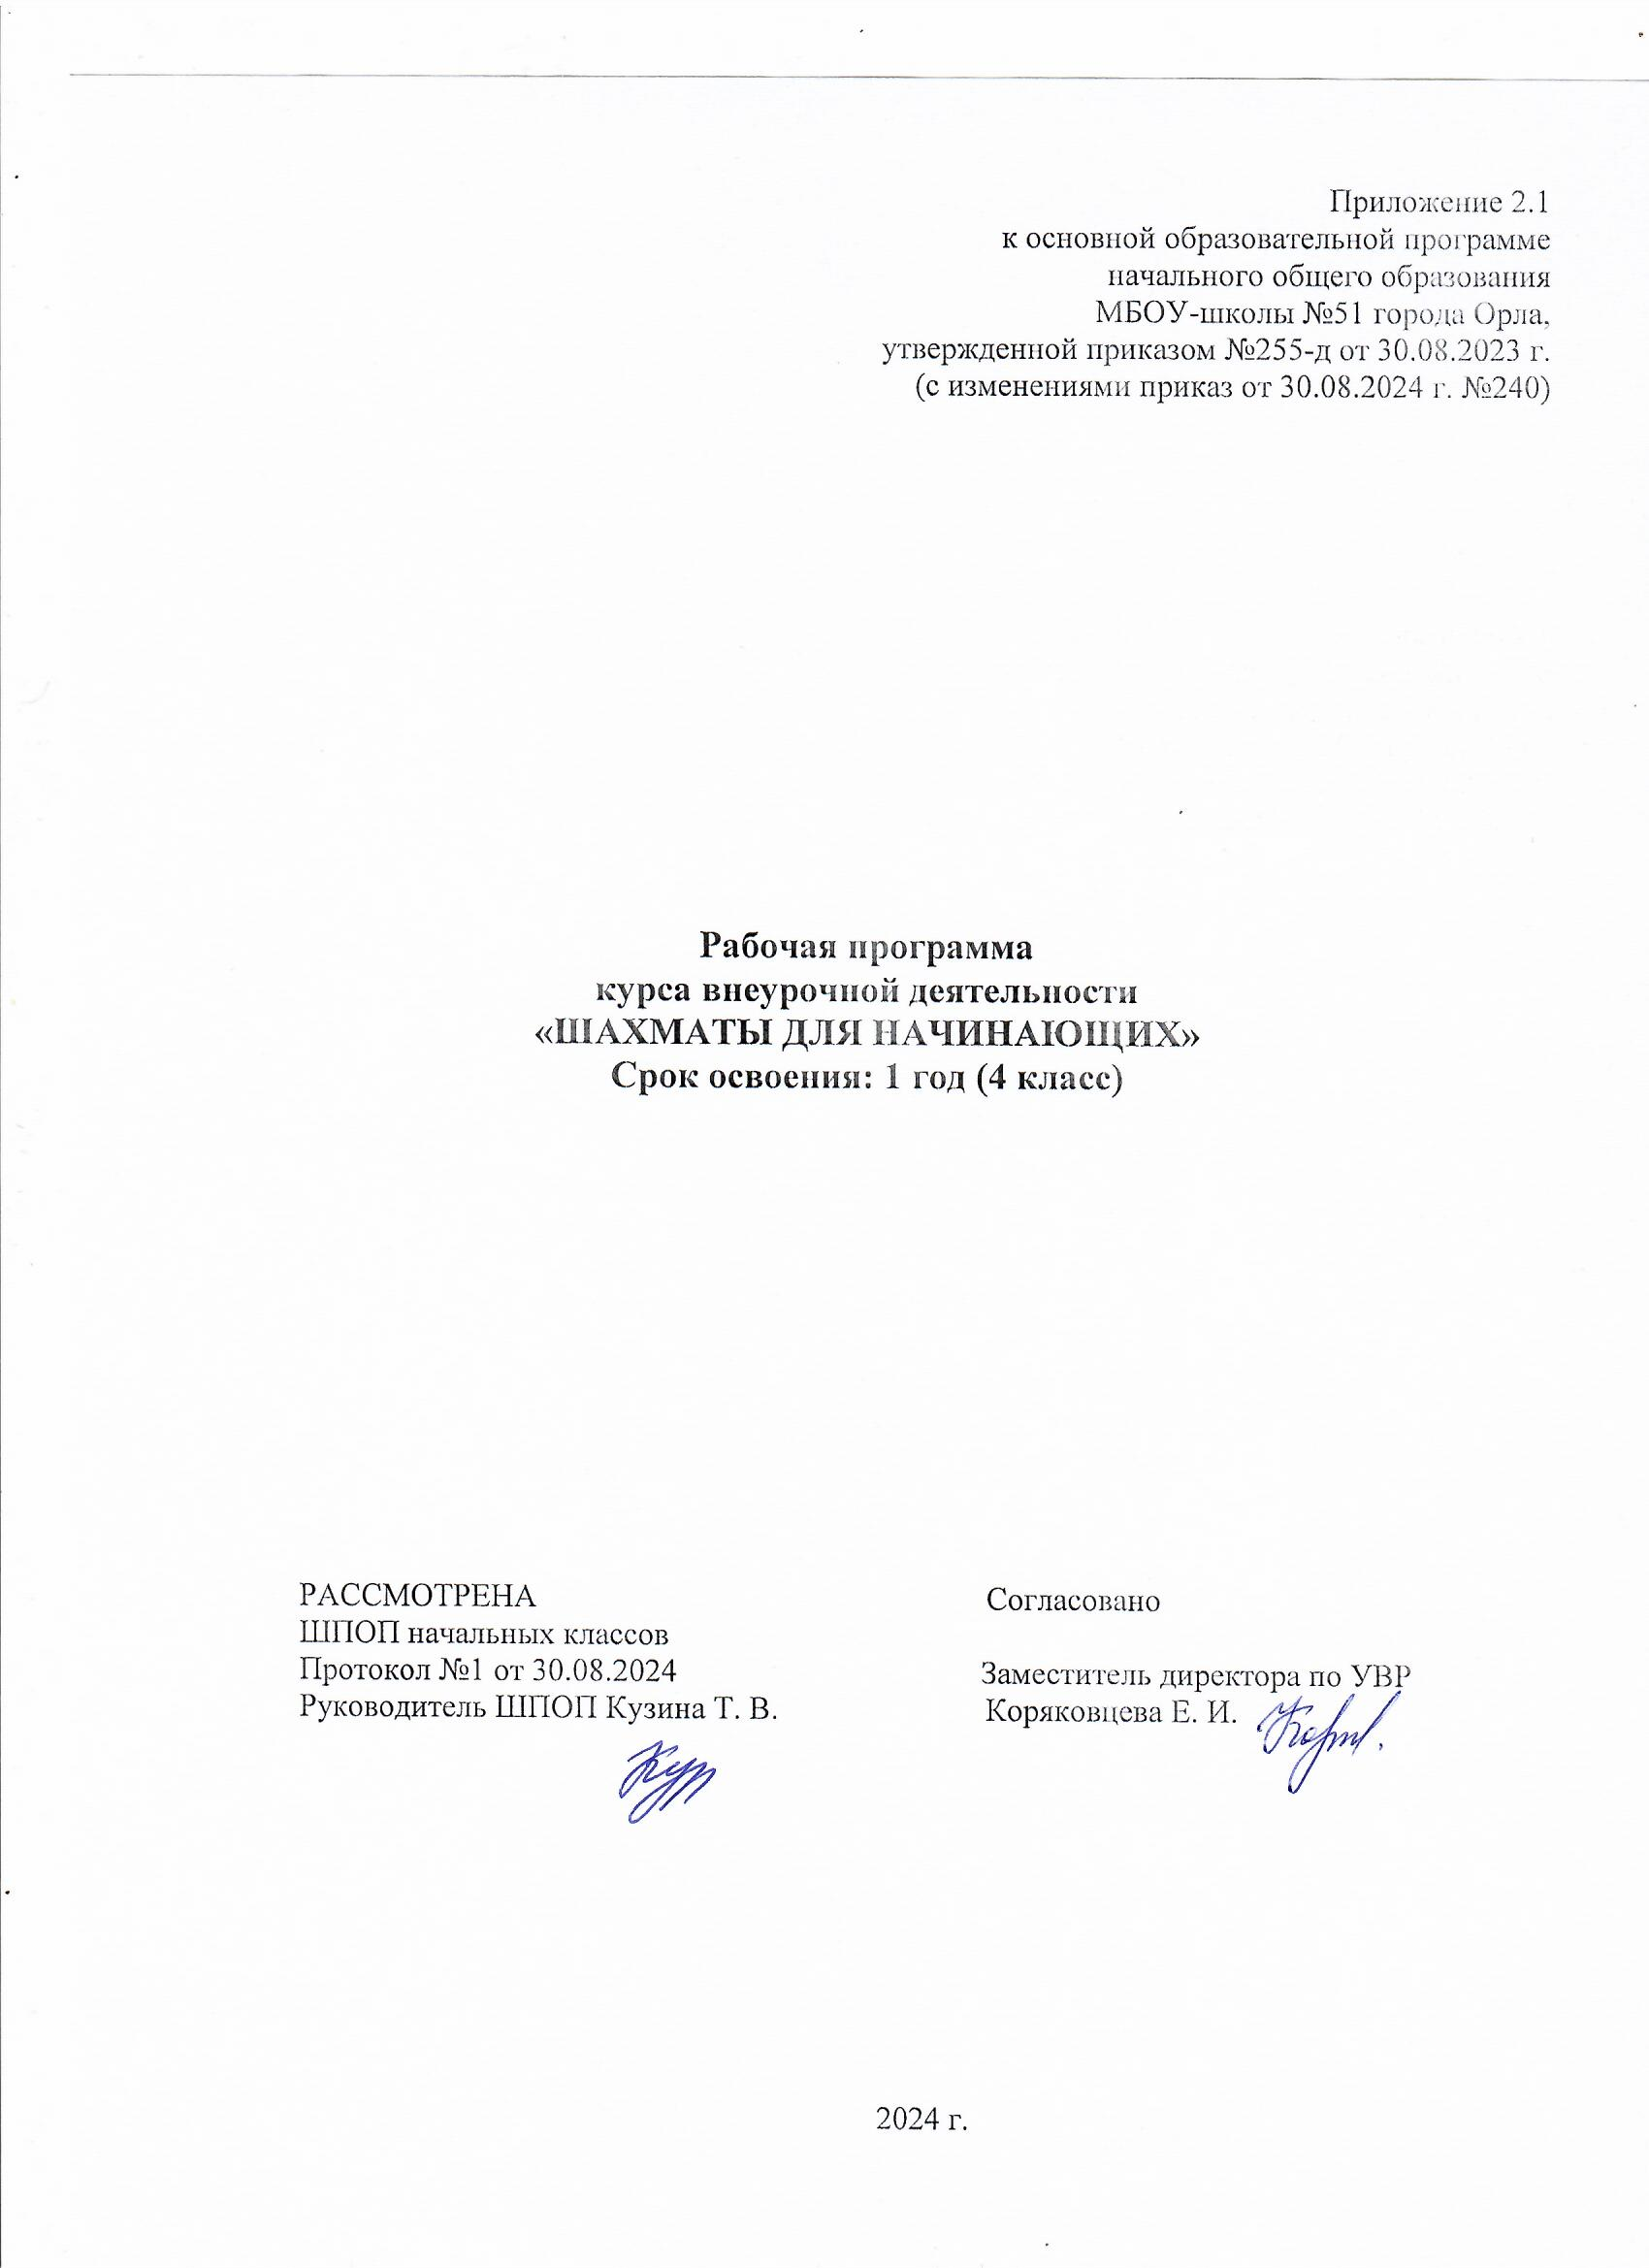 Приложение 2.1
к основной образовательной программе
начального общего образования
МБОУ-школы №51 города Орла,
утвержденной приказом №255-д от 30.08.2023 г.
(с изменениями приказ от 30.08.2024 г. №240)
Рабочая программа
курса внеурочной деятельности
«ШАХМАТЫ ДЛЯ НАЧИНАЮЩИХ»
Срок освоения: 1 год (4 класс)
РАССМОТРЕНА
ШПОП начальных классов
Протокол №1 от 30.08.2024
Руководитель ШПОП Кузина Т. В.
Согласовано
Заместитель директора по УВР
Коряковцева Е. И.
2024 г.